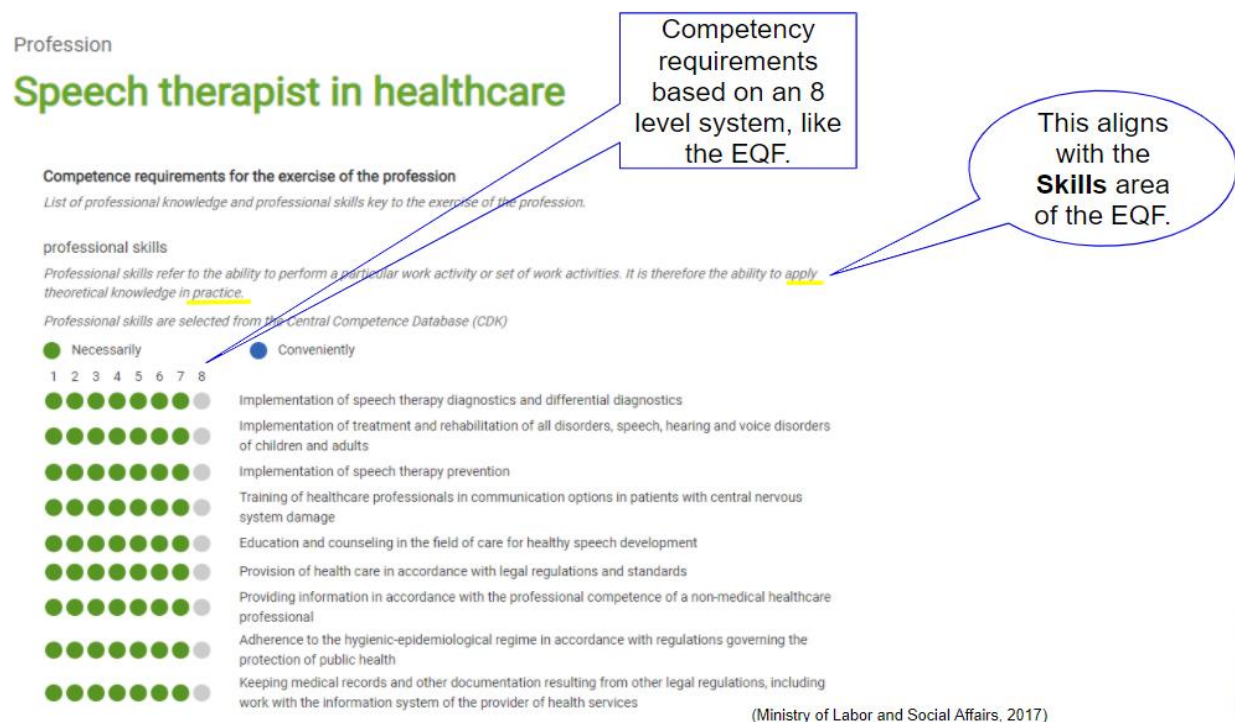 Profession
Speech therapist in healthcare
Competency
requirements
based on an 8
level system, like
the EQF.
This aligns
with the
Skills area
of the EQF.
Competence requirements for the exercise of the profession
List of professional knowledge and professional skills key to the exercise of the profession.
professional skills
Professional skills refer to the ability to perform a particular work activity or set of work activities. It is therefore the ability to apply
theoretical knowledge in practice.
Professional skills are selected from the Central Competence Database (CDK)
Necessarily
Conveniently
1 2 3 4 5 6 7 8
Implementation of speech therapy diagnostics and differential diagnostics
Implementation of treatment and rehabilitation of all disorders, speech, hearing and voice disorders
of children and adults
Implementation of speech therapy prevention
Training of healthcare professionals in communication options in patients with central nervous
system damage
Education and counseling in the field of care for healthy speech development
Provision of health care in accordance with legal regulations and standards
Providing information in accordance with the professional competence of a non-medical healthcare
professional
Adherence to the hygienic-epidemiological regime in accordance with regulations governing the
protection of public health
Keeping medical records and other documentation resulting from other legal regulations, including
work with the information system of the provider of health services
(Ministry of Labor and Social Affairs, 2017)